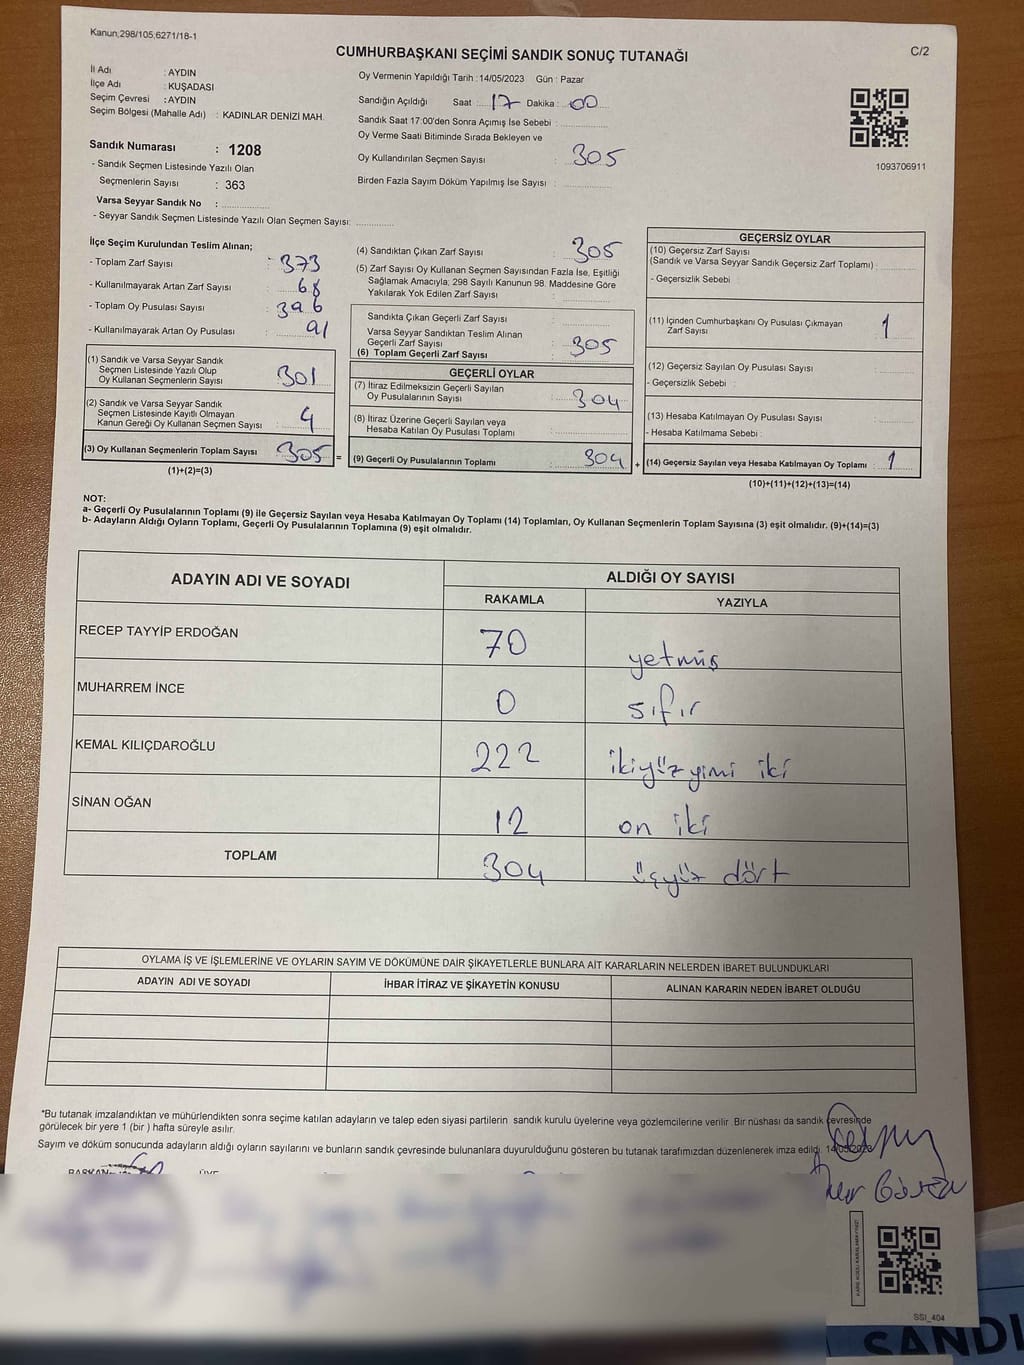 Kanun;298/105;6271/18-1
CUMHURBAŞKANI SEÇİMİ SANDIK SONUÇ TUTANAĞI
C/2
İl Adı : AYDIN
İlçe Adı : KUŞADASI
Seçim Çevresi : AYDIN
Seçim Bölgesi (Mahalle Adı) : KADINLAR DENİZİ MAH.
Sandık Numarası : 1208
- Sandık Seçmen Listesinde Yazılı Olan
Seçmenlerin Sayısı : 363
Varsa Seyyar Sandık No :
- Seyyar Sandık Seçmen Listesinde Yazılı Olan Seçmen Sayısı:
Oy Vermenin Yapıldığı Tarih : 14/05/2023 Gün : Pazar
Sandığın Açıldığı Saat : 17 Dakika : 00
Sandık Saat 17:00'den Sonra Açımış İse Sebebi :
Oy Verme Saati Bitiminde Sırada Bekleyen ve
Oy Kullandırılan Seçmen Sayısı : 305
Birden Fazla Sayım Döküm Yapılmış İse Sayısı :
1093706911
İlçe Seçim Kurulundan Teslim Alınan;
- Toplam Zarf Sayısı : 373
- Kullanılmayarak Artan Zarf Sayısı : 68
- Toplam Oy Pusulası Sayısı : 396
- Kullanılmayarak Artan Oy Pusulası : 91
(1) Sandık ve Varsa Seyyar Sandık
Seçmen Listesinde Yazılı Olup
Oy Kullanan Seçmenlerin Sayısı : 301
(2) Sandık ve Varsa Seyyar Sandık
Seçmen Listesinde Kayıtlı Olmayan
Kanun Gereği Oy Kullanan Seçmen Sayısı : 4
(3) Oy Kullanan Seçmenlerin Toplam Sayısı : 305 =
(1)+(2)=(3)
(4) Sandıktan Çıkan Zarf Sayısı : 305
(5) Zarf Sayısı Oy Kullanan Seçmen Sayısından Fazla İse, Eşitliği
Sağlamak Amacıyla; 298 Sayılı Kanunun 98. Maddesine Göre
Yakılarak Yok Edilen Zarf Sayısı :
Sandıkta Çıkan Geçerli Zarf Sayısı :
Varsa Seyyar Sandıktan Teslim Alınan
Geçerli Zarf Sayısı
(6) Toplam Geçerli Zarf Sayısı : 305
GEÇERLİ OYLAR
(7) İtiraz Edilmeksizin Geçerli Sayılan
Oy Pusulalarının Sayısı : 304
(8) İtiraz Üzerine Geçerli Sayılan veya
Hesaba Katılan Oy Pusulası Toplamı :
(9) Geçerli Oy Pusulalarının Toplamı : 304 +
GEÇERSİZ OYLAR
(10) Geçersiz Zarf Sayısı
(Sandık ve Varsa Seyyar Sandık Geçersiz Zarf Toplamı) :
- Geçersizlik Sebebi :
(11) İçinden Cumhurbaşkanı Oy Pusulası Çıkmayan
Zarf Sayısı : 1
(12) Geçersiz Sayılan Oy Pusulası Sayısı :
- Geçersizlik Sebebi :
(13) Hesaba Katılmayan Oy Pusulası Sayısı :
- Hesaba Katılmama Sebebi :
(14) Geçersiz Sayılan veya Hesaba Katılmayan Oy Toplamı : 1
(10)+(11)+(12)+(13)=(14)
NOT:
a- Geçerli Oy Pusulalarının Toplamı (9) ile Geçersiz Sayılan veya Hesaba Katılmayan Oy Toplamı (14) Toplamları, Oy Kullanan Seçmenlerin Toplam Sayısına (3) eşit olmalıdır. (9)+(14)=(3)
b- Adayların Aldığı Oyların Toplamı, Geçerli Oy Pusulalarının Toplamına (9) eşit olmalıdır.
ADAYIN ADI VE SOYADI
ALDIĞI OY SAYISI
RAKAMLA YAZIYLA
RECEP TAYYİP ERDOĞAN 70 yetmiş
MUHARREM İNCE 0 sıfır
KEMAL KILIÇDAROĞLU 222 ikiyüz yimi iki
SİNAN OĞAN 12 on iki
TOPLAM 304 üçyüz dört
OYLAMA İŞ VE İŞLEMLERİNE VE OYLARIN SAYIM VE DÖKÜMÜNE DAİR ŞİKAYETLERLE BUNLARA AİT KARARLARIN NELERDEN İBARET BULUNDUKLARI
ADAYIN ADI VE SOYADI İHBAR İTİRAZ VE ŞİKAYETİN KONUSU ALINAN KARARIN NEDEN İBARET OLDUĞU
*Bu tutanak imzalandıktan ve mühürlendikten sonra seçime katılan adayların ve talep eden siyasi partilerin sandık kurulu üyelerine veya gözlemcilerine verilir. Bir nüshası da sandık çevresinde
görülecek bir yere 1 (bir ) hafta süreyle asılır.
Sayım ve döküm sonucunda adayların aldığı oyların sayılarını ve bunların sandık çevresinde bulunanlara duyurulduğunu gösteren bu tutanak tarafımızdan düzenlenerek imza edildi. 14/05/2023
BAŞKAN ÜYE
SSI_404
SANDI